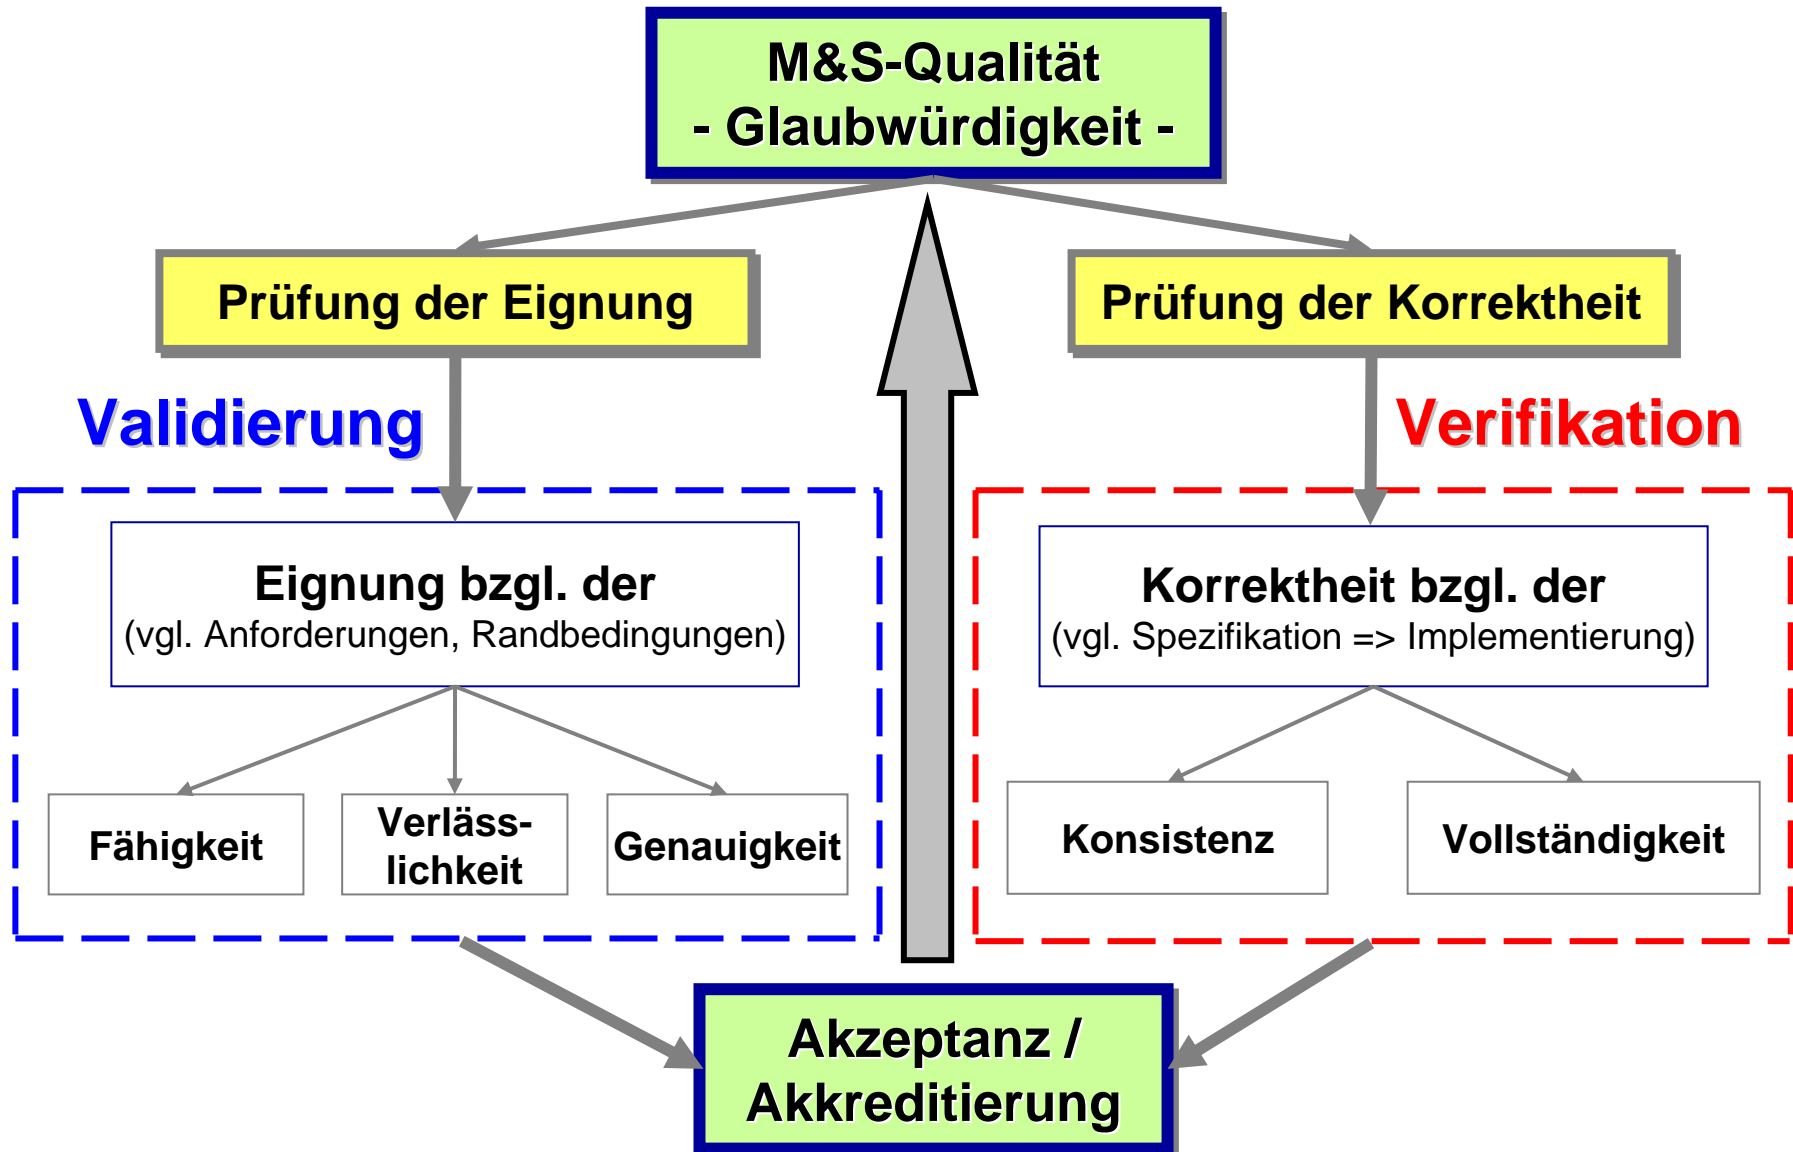 M&S-Qualität
- Glaubwürdigkeit -
Prüfung der Eignung
Prüfung der Korrektheit
Validierung
Verifikation
Eignung bzgl. der
(vgl. Anforderungen, Randbedingungen)
Korrektheit bzgl. der
(vgl. Spezifikation => Implementierung)
Fähigkeit
Verläss-
lichkeit
Genauigkeit
Konsistenz
Vollständigkeit
Akzeptanz /
Akkreditierung